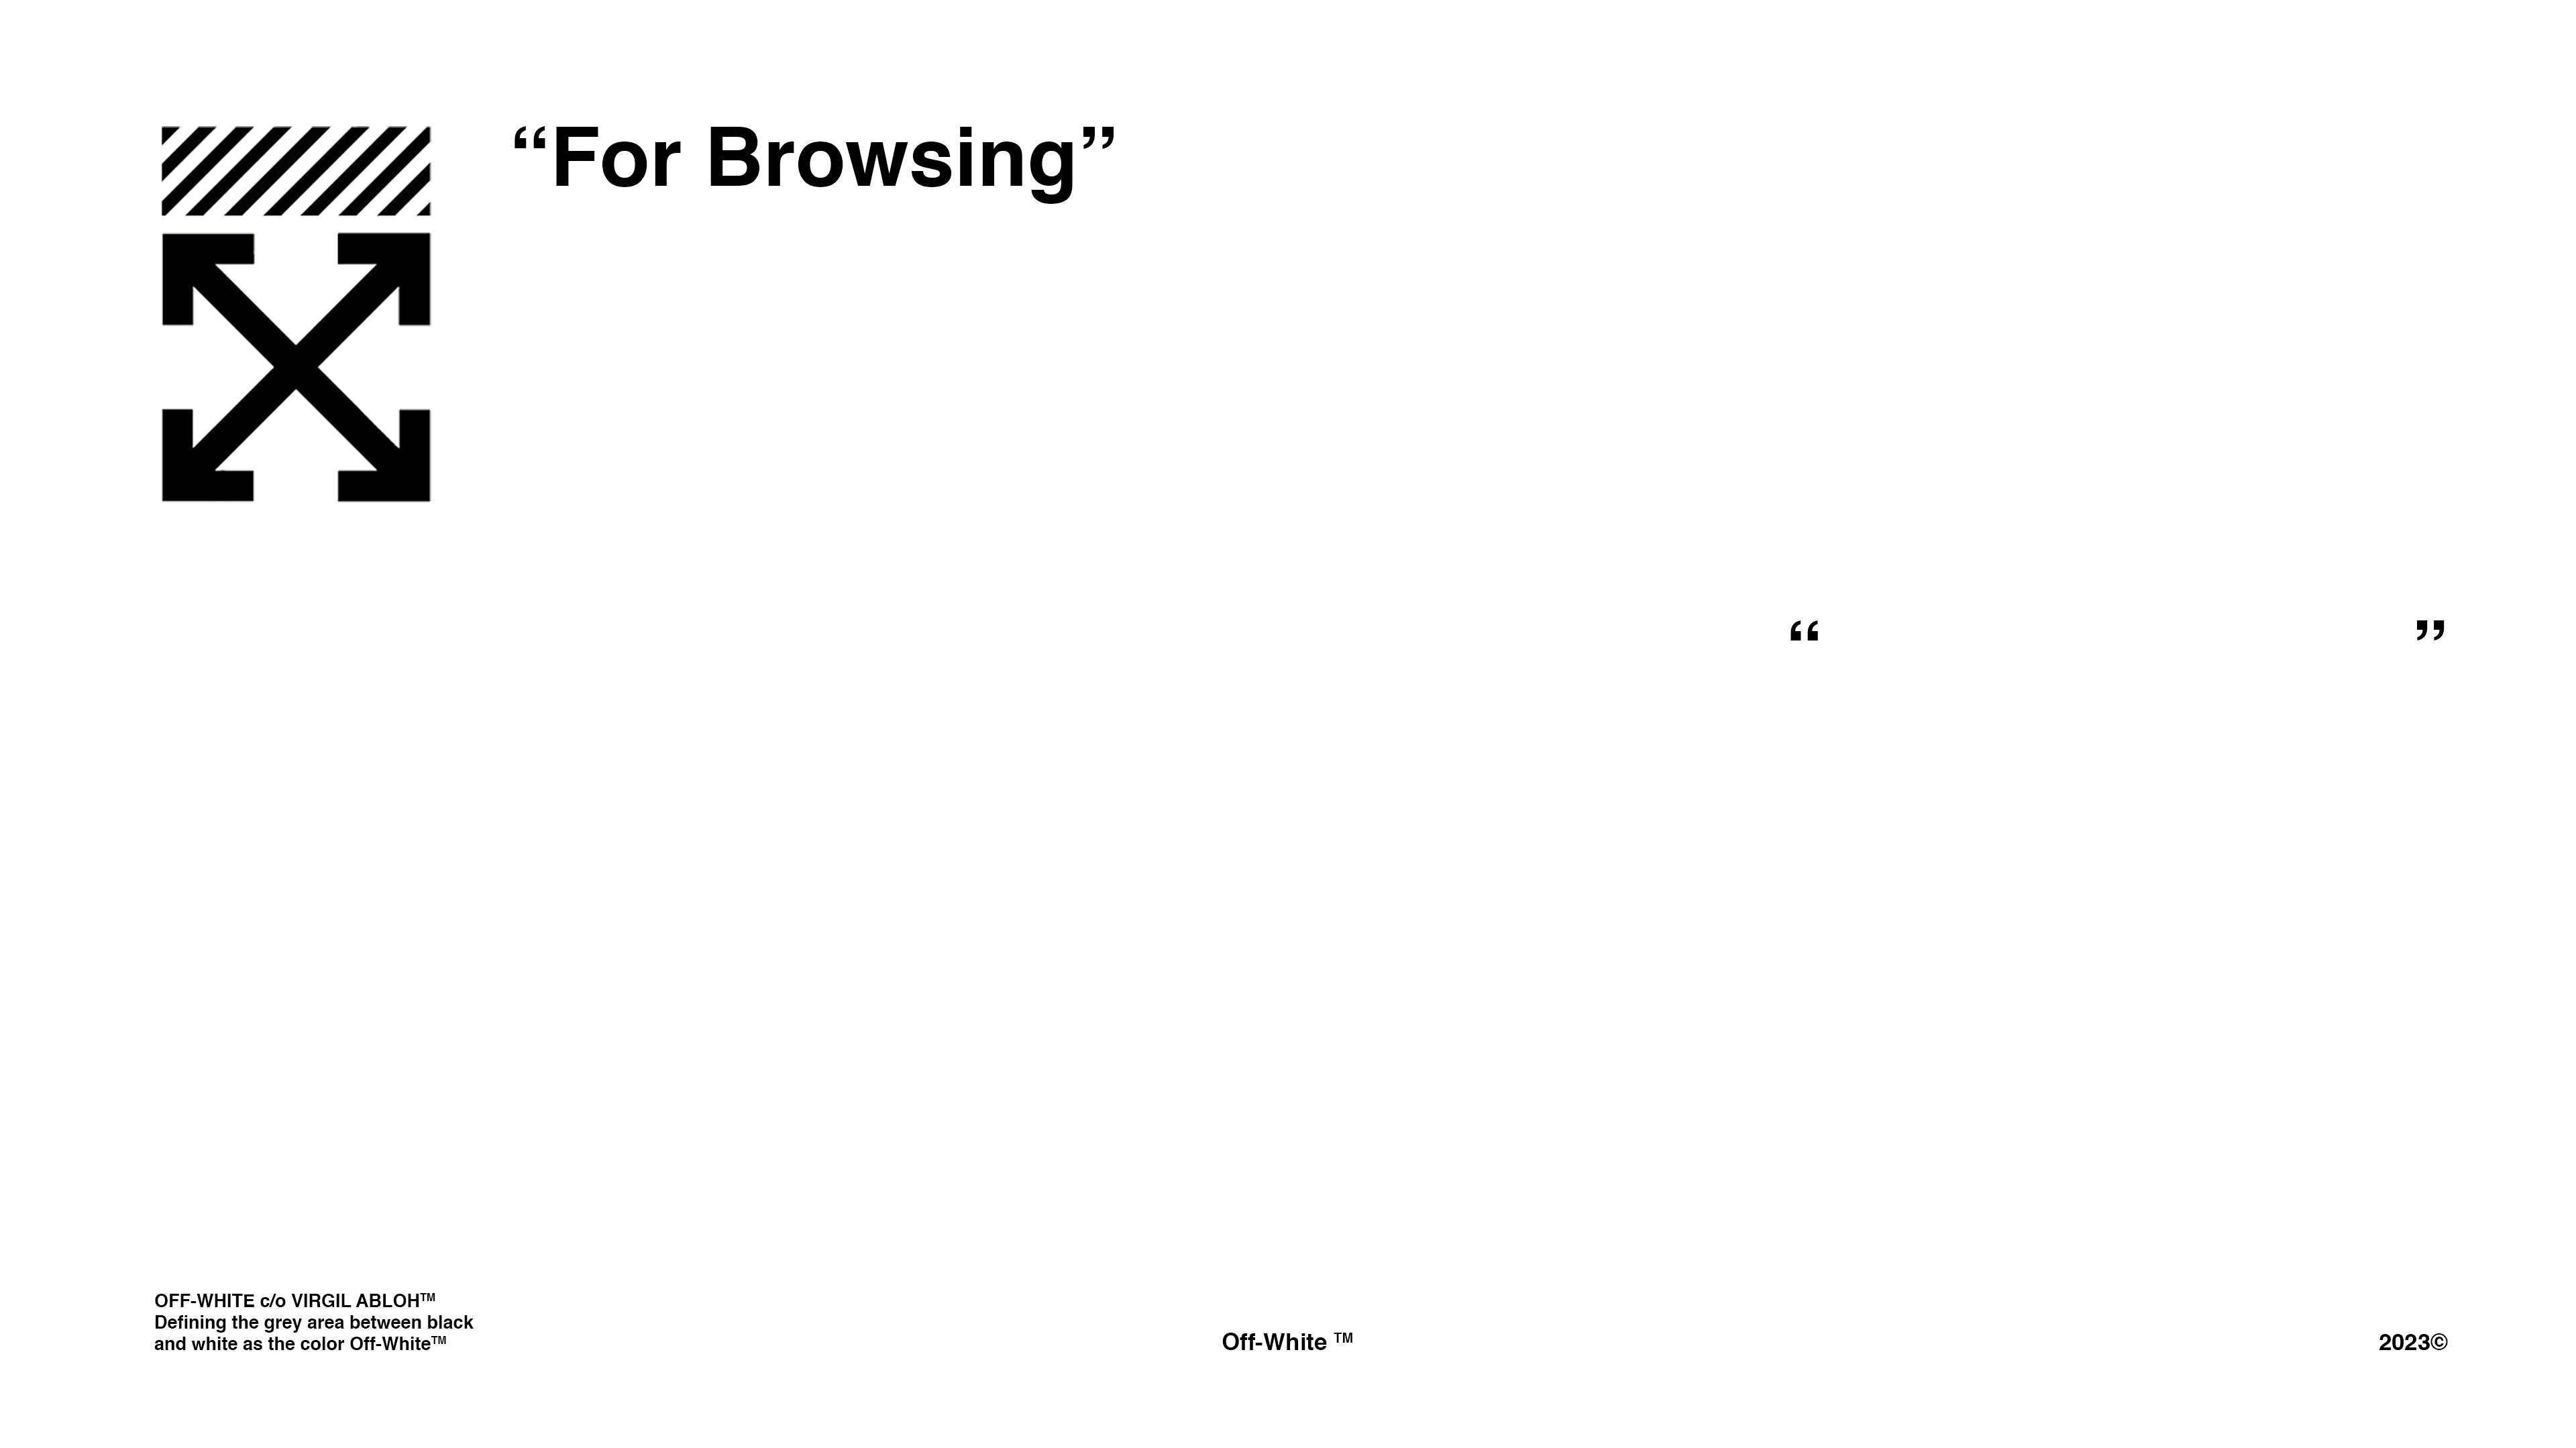 “For Browsing”
“ ”
OFF-WHITE c/o VIRGIL ABLOH™
Defining the grey area between black
and white as the color Off-White™
Off-White ™
2023©